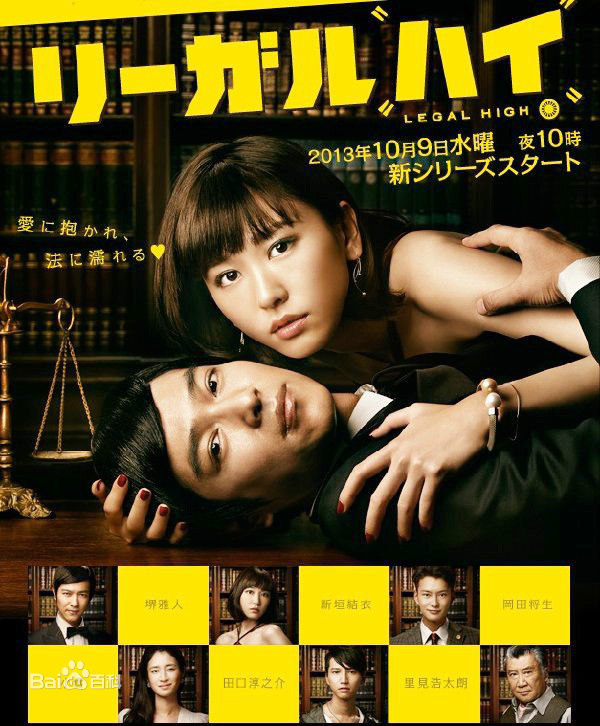 リーガル"ハイ"
LEGAL HIGH
2013年10月9日水曜 夜10時
新シリーズスタート
愛に抱かれ、
法に濡れる♥
堺雅人
新垣結衣
岡田将生
田口淳之介
里見浩太朗
Bai百科